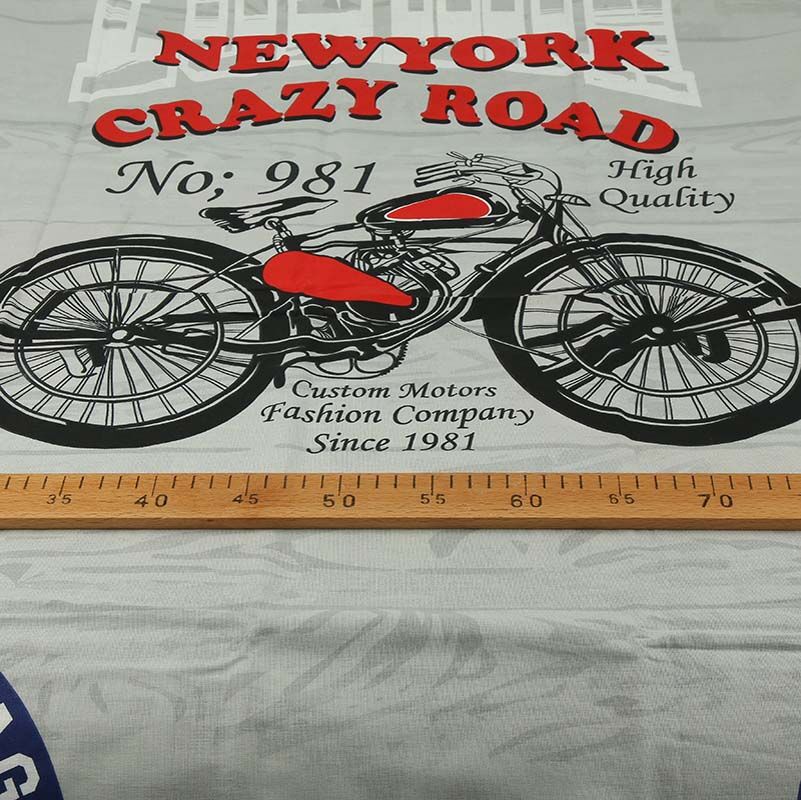 NEWYORK
CRAZY ROAD
No; 981
High
Quality
Custom Motors
Fashion Company
Since 1981
35 40 45 50 55 60 65 70
AG